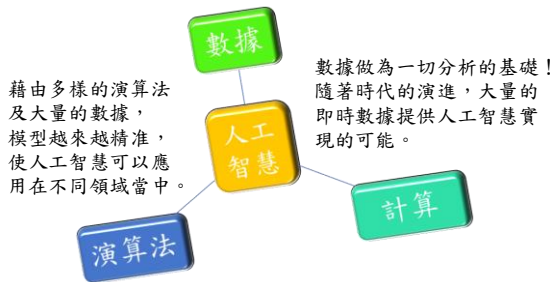 數據
數據做為一切分析的基礎！
隨著時代的演進，大量的
即時數據提供人工智慧實
現的可能。
藉由多樣的演算法
及大量的數據，
模型越來越精准，
使人工智慧可以應
用在不同領域當中。
人工
智慧
計算
演算法